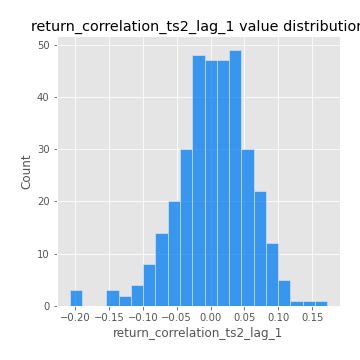 return_correlation_ts2_lag_1 value distribution
50
40
30
20
10
0
Count
−0.20 −0.15 −0.10 −0.05 0.00 0.05 0.10 0.15
return_correlation_ts2_lag_1